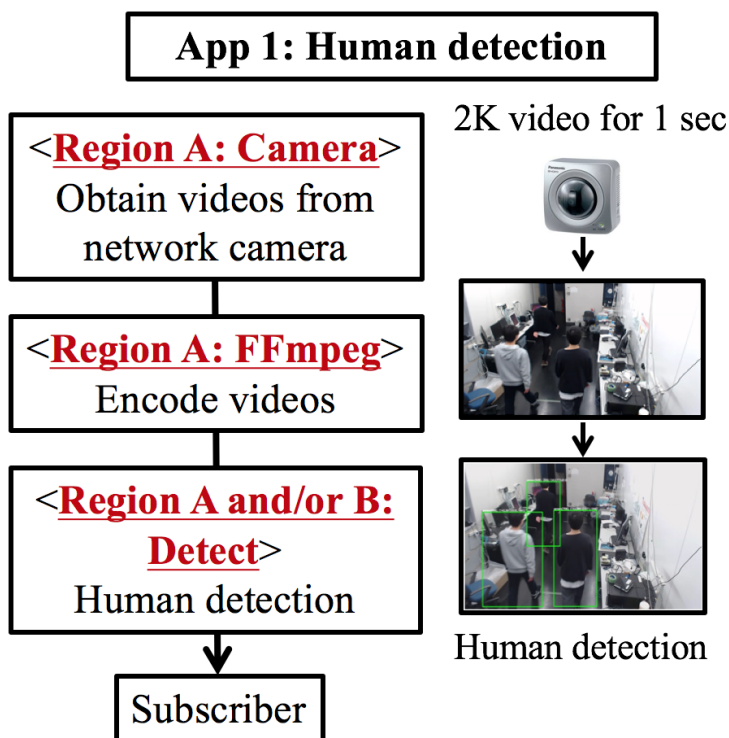 App 1: Human detection
<Region A: Camera>
Obtain videos from
network camera
<Region A: FFmpeg>
Encode videos
<Region A and/or B:
Detect>
Human detection
Subscriber
2K video for 1 sec
Panasonic
Human detection